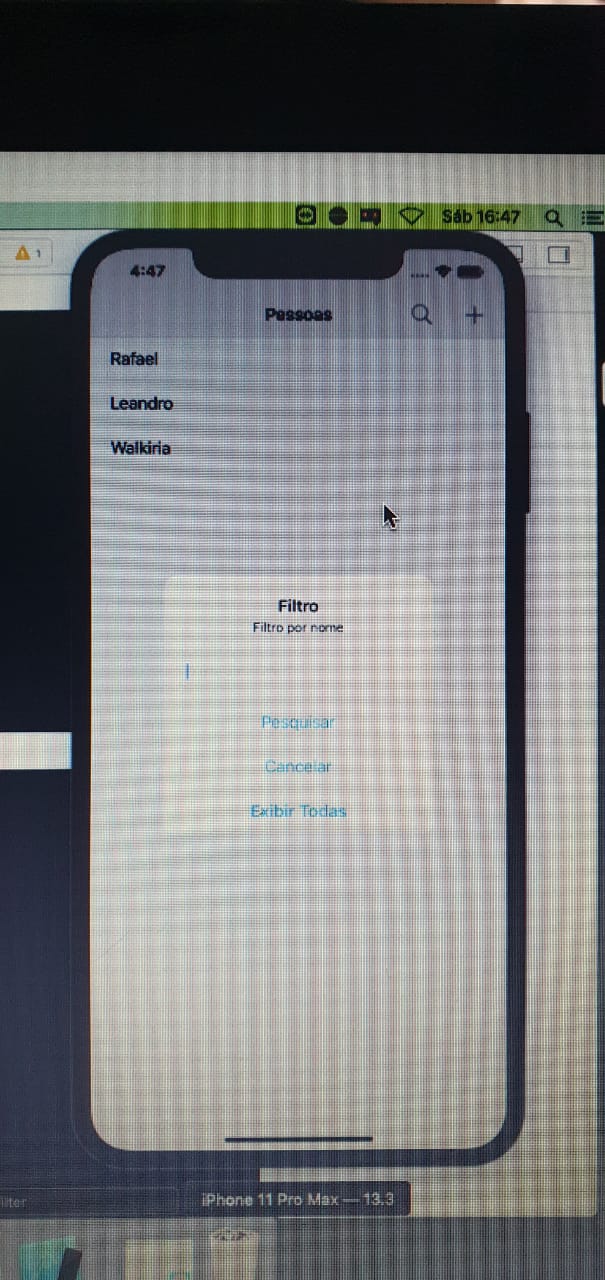 Sáb 16:47
1
4:47
Pessoas
Rafael
Leandro
Walkiria
Filtro
Filtro por nome
Pesquisar
Cancelar
Exibir Todas
iPhone 11 Pro Max — 13.3